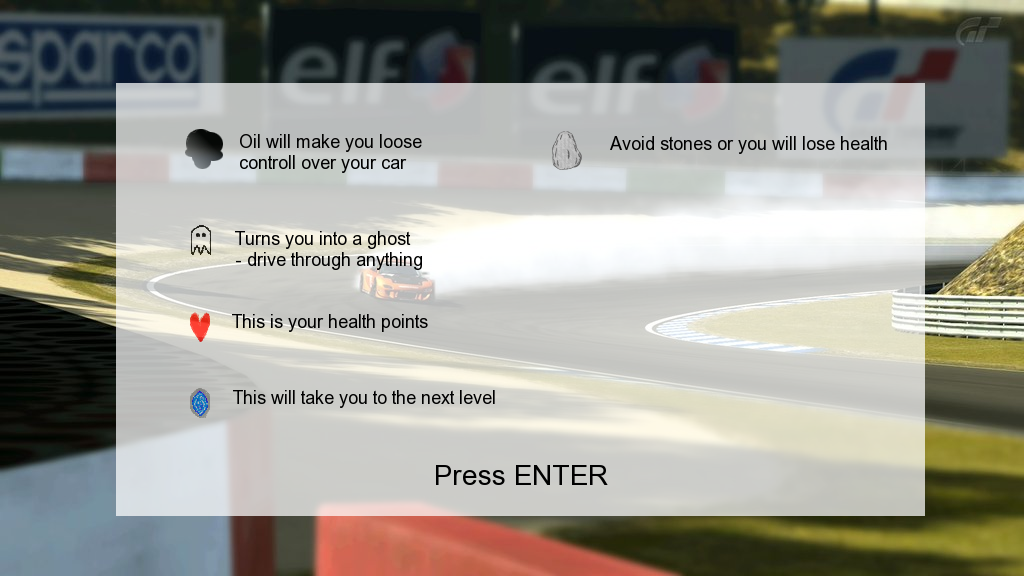 sparco
elf
elf
Oil will make you loose
controll over your car
Avoid stones or you will lose health
Turns you into a ghost
- drive through anything
This is your health points
This will take you to the next level
Press ENTER